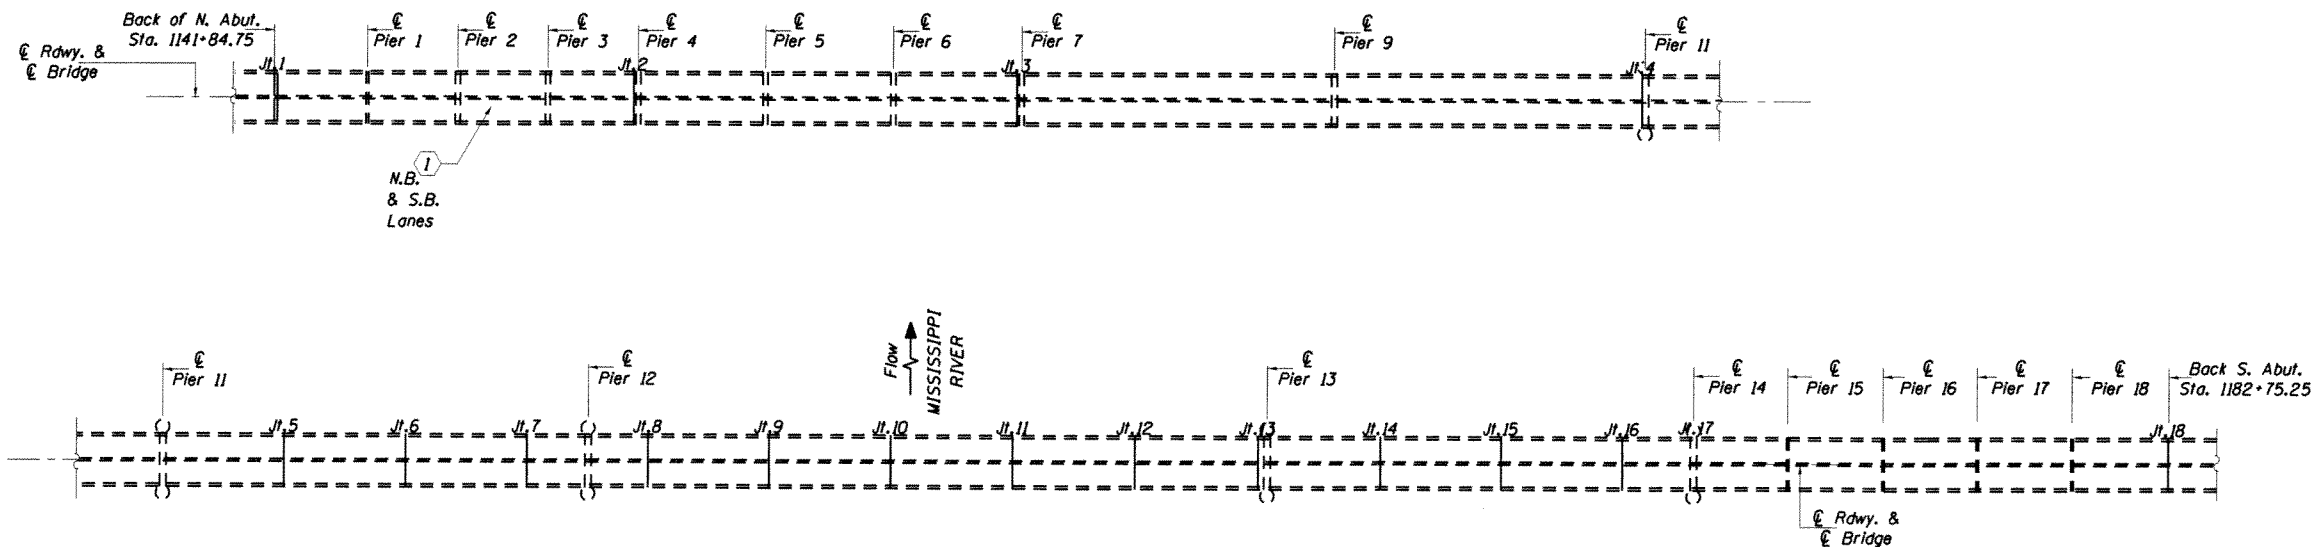 Back of N. Abut.
Sta. 1141+84.75
℄ Rdwy. &
℄ Bridge
℄
Pier 1
℄
Pier 2
℄
Pier 3
℄
Pier 4
℄
Pier 5
℄
Pier 6
℄
Pier 7
℄
Pier 9
℄
Pier 11
Jt.1
Jt.2
Jt.3
Jt.4
1
N.B.
& S.B.
Lanes
Flow
MISSISSIPPI
RIVER
℄
Pier 11
℄
Pier 12
℄
Pier 13
℄
Pier 14
℄
Pier 15
℄
Pier 16
℄
Pier 17
℄
Pier 18
Back S. Abut.
Sta. 1182+75.25
Jt.5
Jt.6
Jt.7
Jt.8
Jt.9
Jt.10
Jt.11
Jt.12
Jt.13
Jt.14
Jt.15
Jt.16
Jt.17
Jt.18
℄ Rdwy. &
℄ Bridge